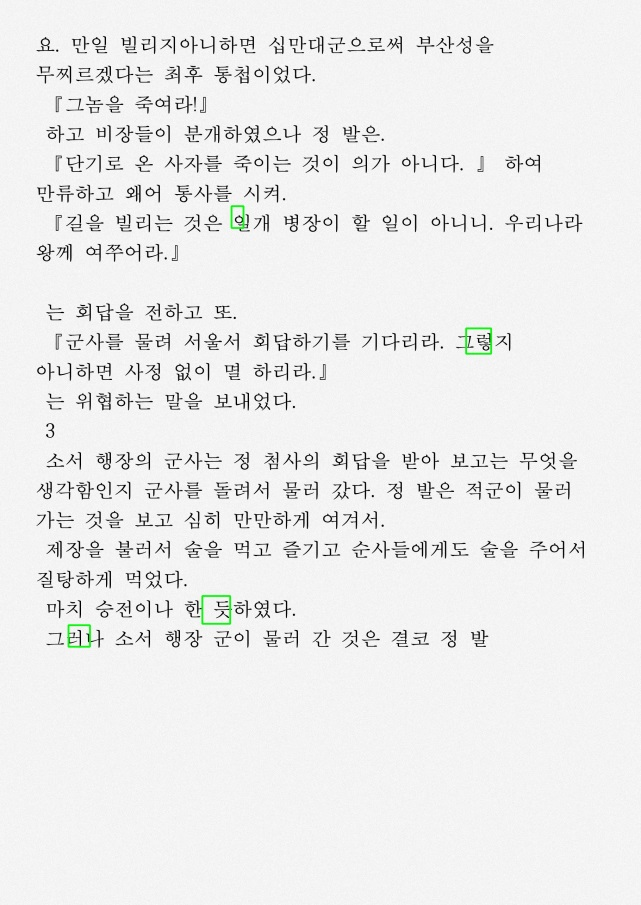 요. 만일 빌리지아니하면 십만대군으로써 부산성을
무찌르겠다는 최후 통첩이었다.
『그놈을 죽여라!』
하고 비장들이 분개하였으나 정 발은.
『단기로 온 사자를 죽이는 것이 의가 아니다. 』 하여
만류하고 왜어 통사를 시켜.
『길을 빌리는 것은 일개 병장이 할 일이 아니니. 우리나라
왕께 여쭈어라.』
는 회답을 전하고 또.
『군사를 물려 서울서 회답하기를 기다리라. 그렇지
아니하면 사정 없이 멸 하리라.』
는 위협하는 말을 보내었다.
3
소서 행장의 군사는 정 첨사의 회답을 받아 보고는 무엇을
생각함인지 군사를 돌려서 물러 갔다. 정 발은 적군이 물러
가는 것을 보고 심히 만만하게 여겨서.
제장을 불러서 술을 먹고 즐기고 순사들에게도 술을 주어서
질탕하게 먹었다.
마치 승전이나 한 듯하였다.
그러나 소서 행장 군이 물러 간 것은 결코 정 발